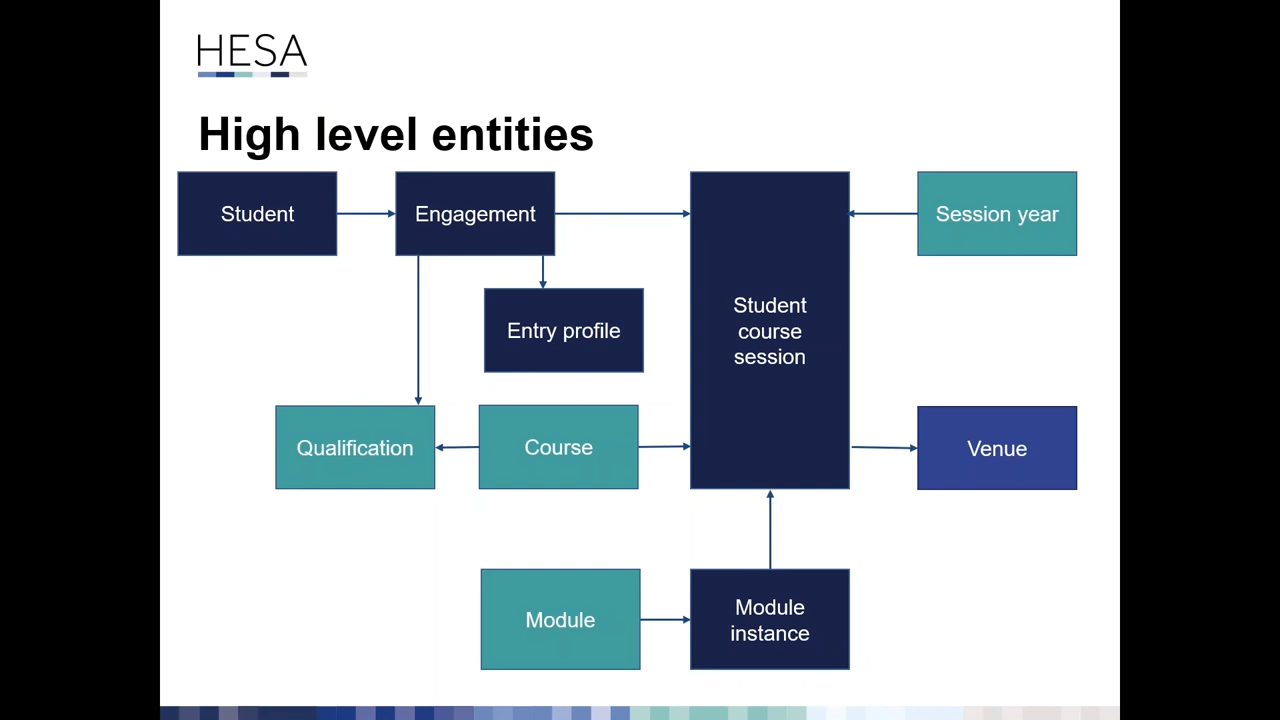 HESA
High level entities
Student
Engagement
Session year
Student
course
session
Entry profile
Qualification
Course
Venue
Module
Module
instance